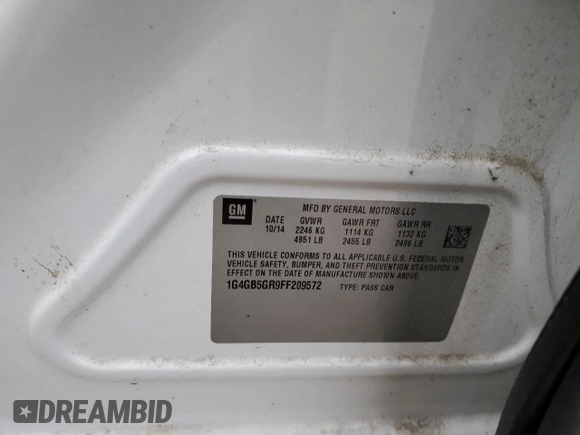 GM
MFD BY GENERAL MOTORS LLC
DATE GVWR GAWR FRT GAWR RR
10/14 2246 KG 1114 KG 1132 KG
4951 LB 2455 LB 2496 LB
THIS VEHICLE CONFORMS TO ALL APPLICABLE U.S. FEDERAL MOTOR
VEHICLE SAFETY, BUMPER, AND THEFT PREVENTION STANDARDS IN
EFFECT ON THE DATE OF MANUFACTURE SHOWN ABOVE.
1G4GB5GR9FF209572 TYPE: PASS CAR
DREAMBID